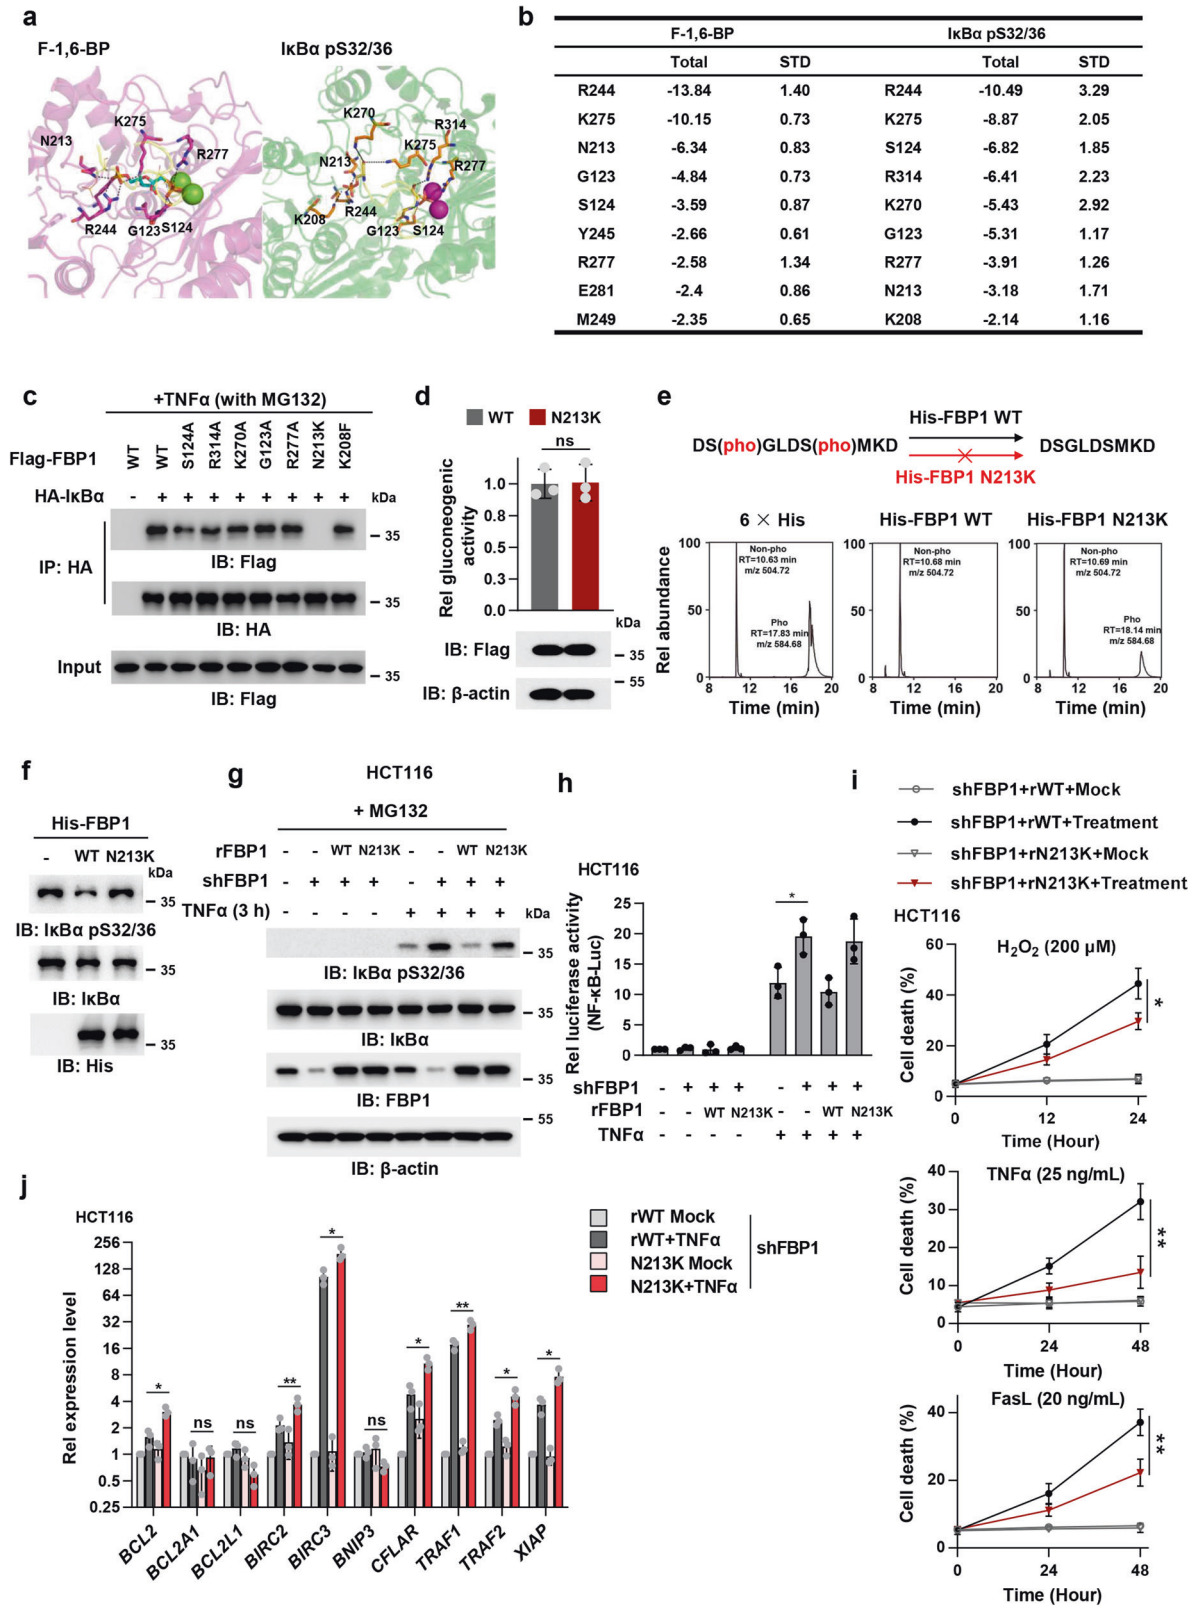 a
F-1,6-BP
IκBα pS32/36
N213
K275
R277
R244
G123
S124
K270
R314
N213
K275
R277
K208
R244
G123
S124
b
F-1,6-BP IκBα pS32/36
Total STD Total STD
R244 -13.84 1.40 R244 -10.49 3.29
K275 -10.15 0.73 K275 -8.87 2.05
N213 -6.34 0.83 S124 -6.82 1.85
G123 -4.84 0.73 R314 -6.41 2.23
S124 -3.59 0.87 K270 -5.43 2.92
Y245 -2.66 0.61 G123 -5.31 1.17
R277 -2.58 1.34 R277 -3.91 1.26
E281 -2.4 0.86 N213 -3.18 1.71
M249 -2.35 0.65 K208 -2.14 1.16
c
+TNFα (with MG132)
Flag-FBP1 WT WT S124A R314A K270A G123A R277A N213K K208F
HA-IκBα - + + + + + + + + kDa
IP: HA
35
IB: Flag
35
IB: HA
Input
35
IB: Flag
d
WT N213K
ns
Rel gluconeogenic activity
1.0
0.8
0.5
0.3
0.0
kDa
IB: Flag 35
55
IB: β-actin
e
DS(pho)GLDS(pho)MKD
His-FBP1 WT
His-FBP1 N213K
DSGLDSMKD
6 × His
His-FBP1 WT
His-FBP1 N213K
Rel abundance
100
50
0
Non-pho
RT=10.63 min
m/z 504.72
Pho
RT=17.83 min
m/z 584.68
8 12 16 20
Time (min)
100
50
0
Non-pho
RT=10.68 min
m/z 504.72
8 12 16 20
Time (min)
100
50
0
Non-pho
RT=10.69 min
m/z 504.72
Pho
RT=18.14 min
m/z 584.68
8 12 16 20
Time (min)
f
His-FBP1
- WT N213K
kDa
35
IB: IκBα pS32/36
35
IB: IκBα
35
IB: His
g
HCT116
+ MG132
rFBP1 - - WT N213K - - WT N213K
shFBP1 - + + + - + + +
TNFα (3 h) - - - - + + + + kDa
35
IB: IκBα pS32/36
IB: IκBα
35
IB: FBP1
55
IB: β-actin
h
HCT116
Rel luciferase activity
(NF-κB-Luc)
25
20
15
10
5
0
*
shFBP1 - + + + - + + +
rFBP1 - - WT N213K - - WT N213K
TNFα - - - - + + + +
i
shFBP1+rWT+Mock
shFBP1+rWT+Treatment
shFBP1+rN213K+Mock
shFBP1+rN213K+Treatment
HCT116
H₂O₂ (200 μM)
Cell death (%)
60
40
20
0
*
0 12 24
Time (Hour)
TNFα (25 ng/mL)
Cell death (%)
40
30
20
10
0
**
0 24 48
Time (Hour)
FasL (20 ng/mL)
Cell death (%)
40
20
0
**
0 24 48
Time (Hour)
j
HCT116
rWT Mock
rWT+TNFα
N213K Mock
N213K+TNFα
shFBP1
Rel expression level
256
128
64
32
16
8
4
2
1
0.5
0.25
* ns ns ** * ns * ** * *
BCL2 BCL2A1 BCL2L1 BIRC2 BIRC3 BNIP3 CFLAR TRAF1 TRAF2 XIAP